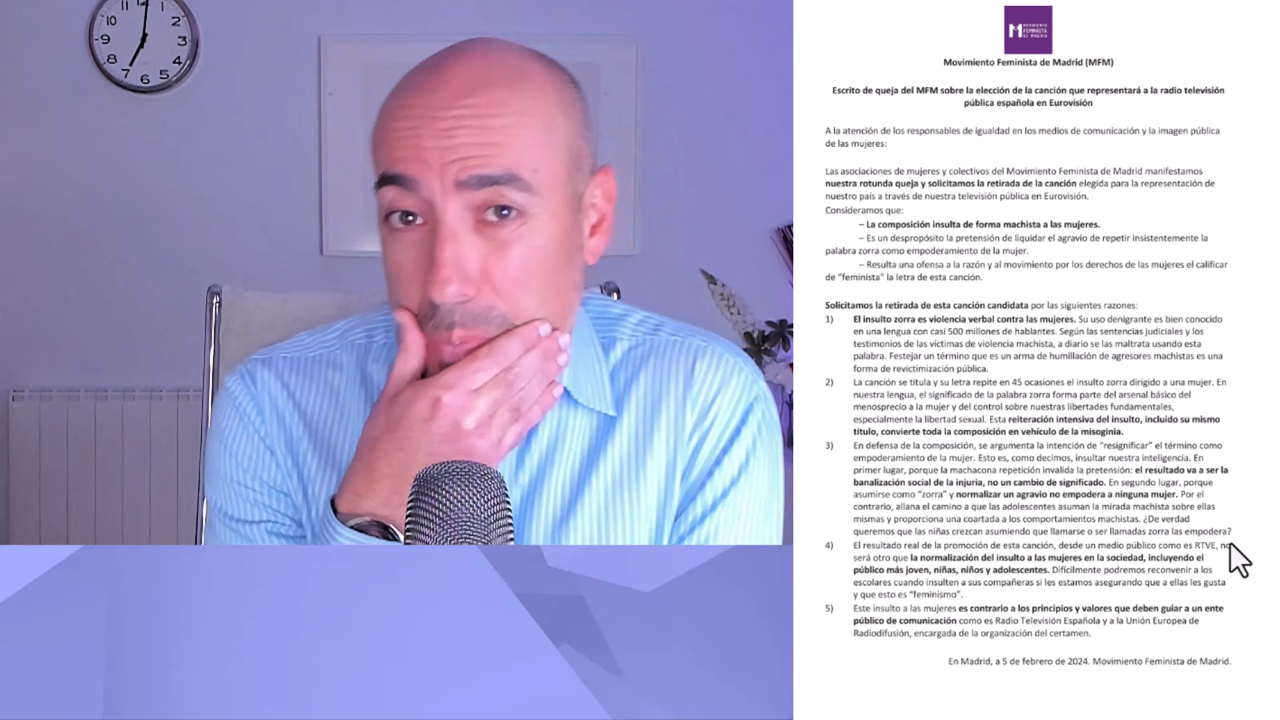 10
11
12
2
9
3
8
4
7
6
5
MOVIMIENTO
FEMINISTA
DE MADRID
Movimiento Feminista de Madrid (MFM)
Escrito de queja del MFM sobre la elección de la canción que representará a la radio televisión
pública española en Eurovisión
A la atención de los responsables de igualdad en los medios de comunicación y la imagen pública
de las mujeres:
Las asociaciones de mujeres y colectivos del Movimiento Feminista de Madrid manifestamos
nuestra rotunda queja y solicitamos la retirada de la canción elegida para la representación de
nuestro país a través de nuestra televisión pública en Eurovisión.
Consideramos que:
– La composición insulta de forma machista a las mujeres.
– Es un despropósito la pretensión de liquidar el agravio de repetir insistentemente la
palabra zorra como empoderamiento de la mujer.
– Resulta una ofensa a la razón y al movimiento por los derechos de las mujeres el calificar
de “feminista” la letra de esta canción.
Solicitamos la retirada de esta canción candidata por las siguientes razones:
1) El insulto zorra es violencia verbal contra las mujeres. Su uso denigrante es bien conocido
en una lengua con casi 500 millones de hablantes. Según las sentencias judiciales y los
testimonios de las victimas de violencia machista, a diario se las maltrata usando esta
palabra. Festejar un término que es un arma de humillación de agresores machistas es una
forma de revictimización pública.
2) La canción se titula y su letra repite en 45 ocasiones el insulto zorra dirigido a una mujer. En
nuestra lengua, el significado de la palabra zorra forma parte del arsenal básico del
menosprecio a la mujer y del control sobre nuestras libertades fundamentales,
especialmente la libertad sexual. Esta reiteración intensiva del insulto, incluido su mismo
título, convierte toda la composición en vehículo de la misoginia.
3) En defensa de la composición, se argumenta la intención de “resignificar” el término como
empoderamiento de la mujer. Esto es, como decimos, insultar nuestra inteligencia. En
primer lugar, porque la machacona repetición invalida la pretensión: el resultado va a ser la
banalización social de la injuria, no un cambio de significado. En segundo lugar, porque
asumirse como “zorra” y normalizar un agravio no empodera a ninguna mujer. Por el
contrario, allana el camino a que las adolescentes asuman la mirada machista sobre ellas
mismas y proporciona una coartada a los comportamientos machistas. ¿De verdad
queremos que las niñas crezcan asumiendo que llamarse o ser llamadas zorra las empodera?
4) El resultado real de la promoción de esta canción, desde un medio público como es RTVE, no
será otro que la normalización del insulto a las mujeres en la sociedad, incluyendo el
público más joven, niñas, niños y adolescentes. Difícilmente podremos reconvenir a los
escolares cuando insulten a sus compañeras si les estamos asegurando que a ellas les gusta
y que esto es “feminismo”.
5) Este insulto a las mujeres es contrario a los principios y valores que deben guiar a un ente
público de comunicación como es Radio Televisión Española y a la Unión Europea de
Radiodifusión, encargada de la organización del certamen.
En Madrid, a 5 de febrero de 2024. Movimiento Feminista de Madrid.